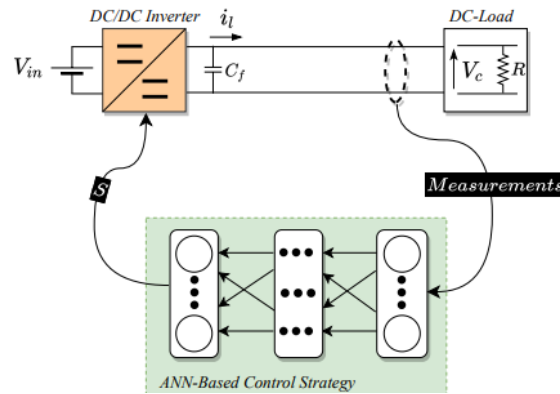 DC/DC Inverter
i_l
DC-Load
V_in
C_f
V_c
R
S
Measurements
ANN-Based Control Strategy